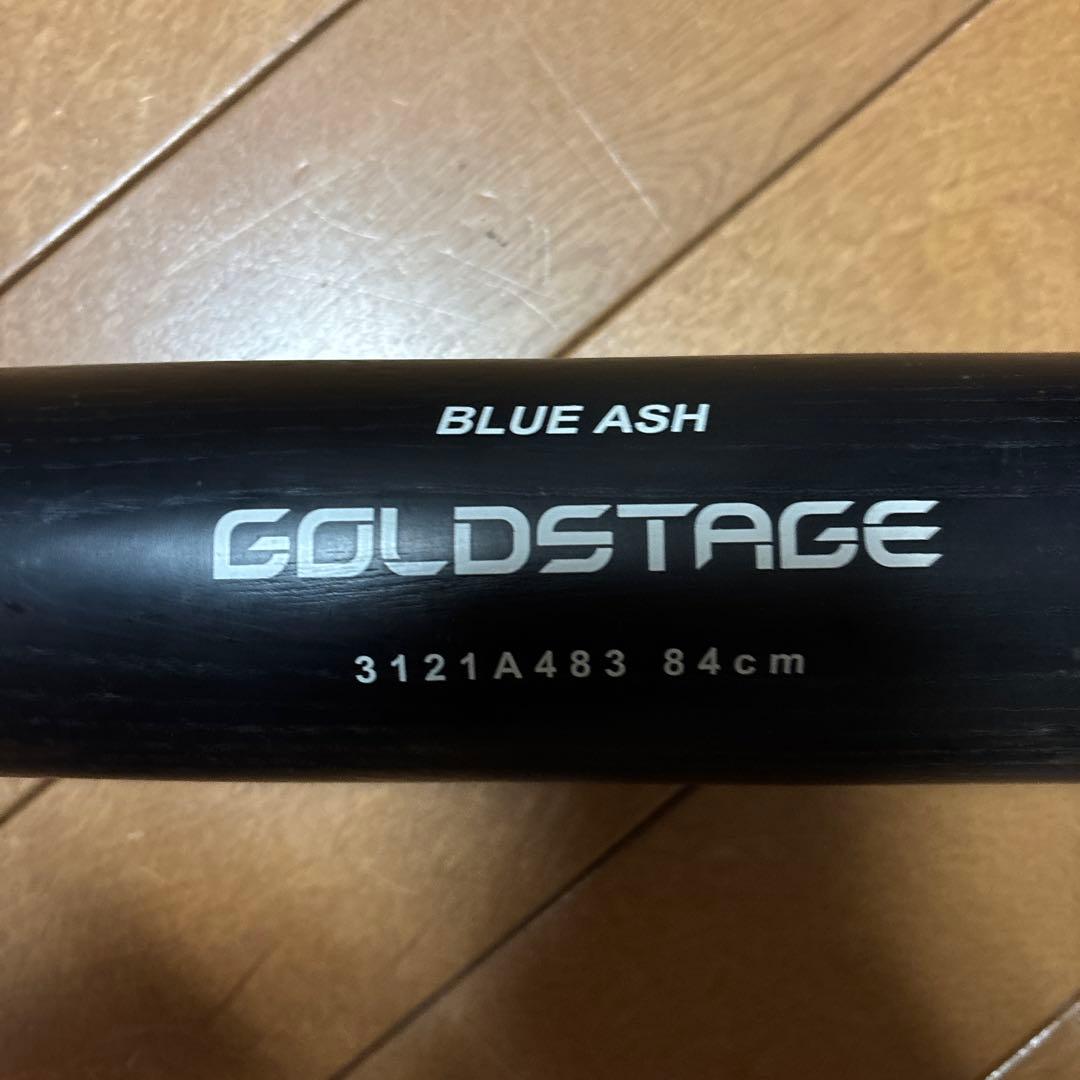 BLUE ASH
GOLDSTAGE
3121A483 84cm